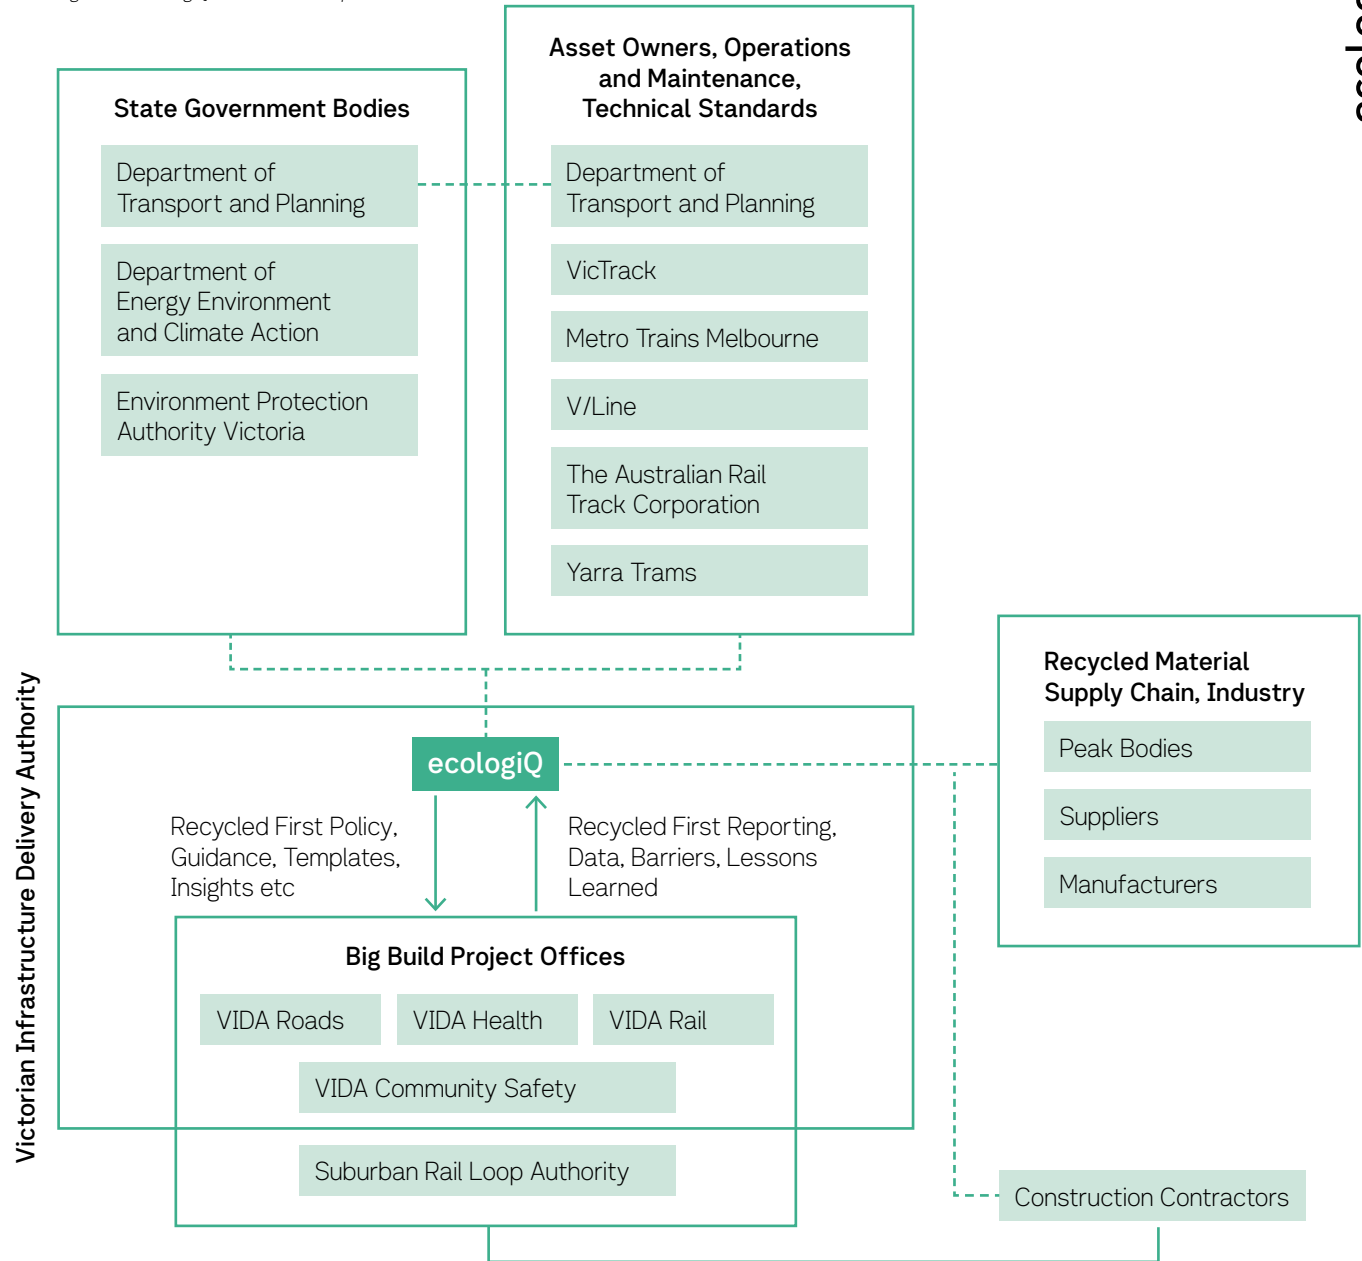 State Government Bodies
Department of
Transport and Planning
Department of
Energy Environment
and Climate Action
Environment Protection
Authority Victoria
Asset Owners, Operations
and Maintenance,
Technical Standards
Department of
Transport and Planning
VicTrack
Metro Trains Melbourne
V/Line
The Australian Rail
Track Corporation
Yarra Trams
Victorian Infrastructure Delivery Authority
ecologiQ
Recycled First Policy,
Guidance, Templates,
Insights etc
Recycled First Reporting,
Data, Barriers, Lessons
Learned
Big Build Project Offices
VIDA Roads
VIDA Health
VIDA Rail
VIDA Community Safety
Suburban Rail Loop Authority
Recycled Material
Supply Chain, Industry
Peak Bodies
Suppliers
Manufacturers
Construction Contractors